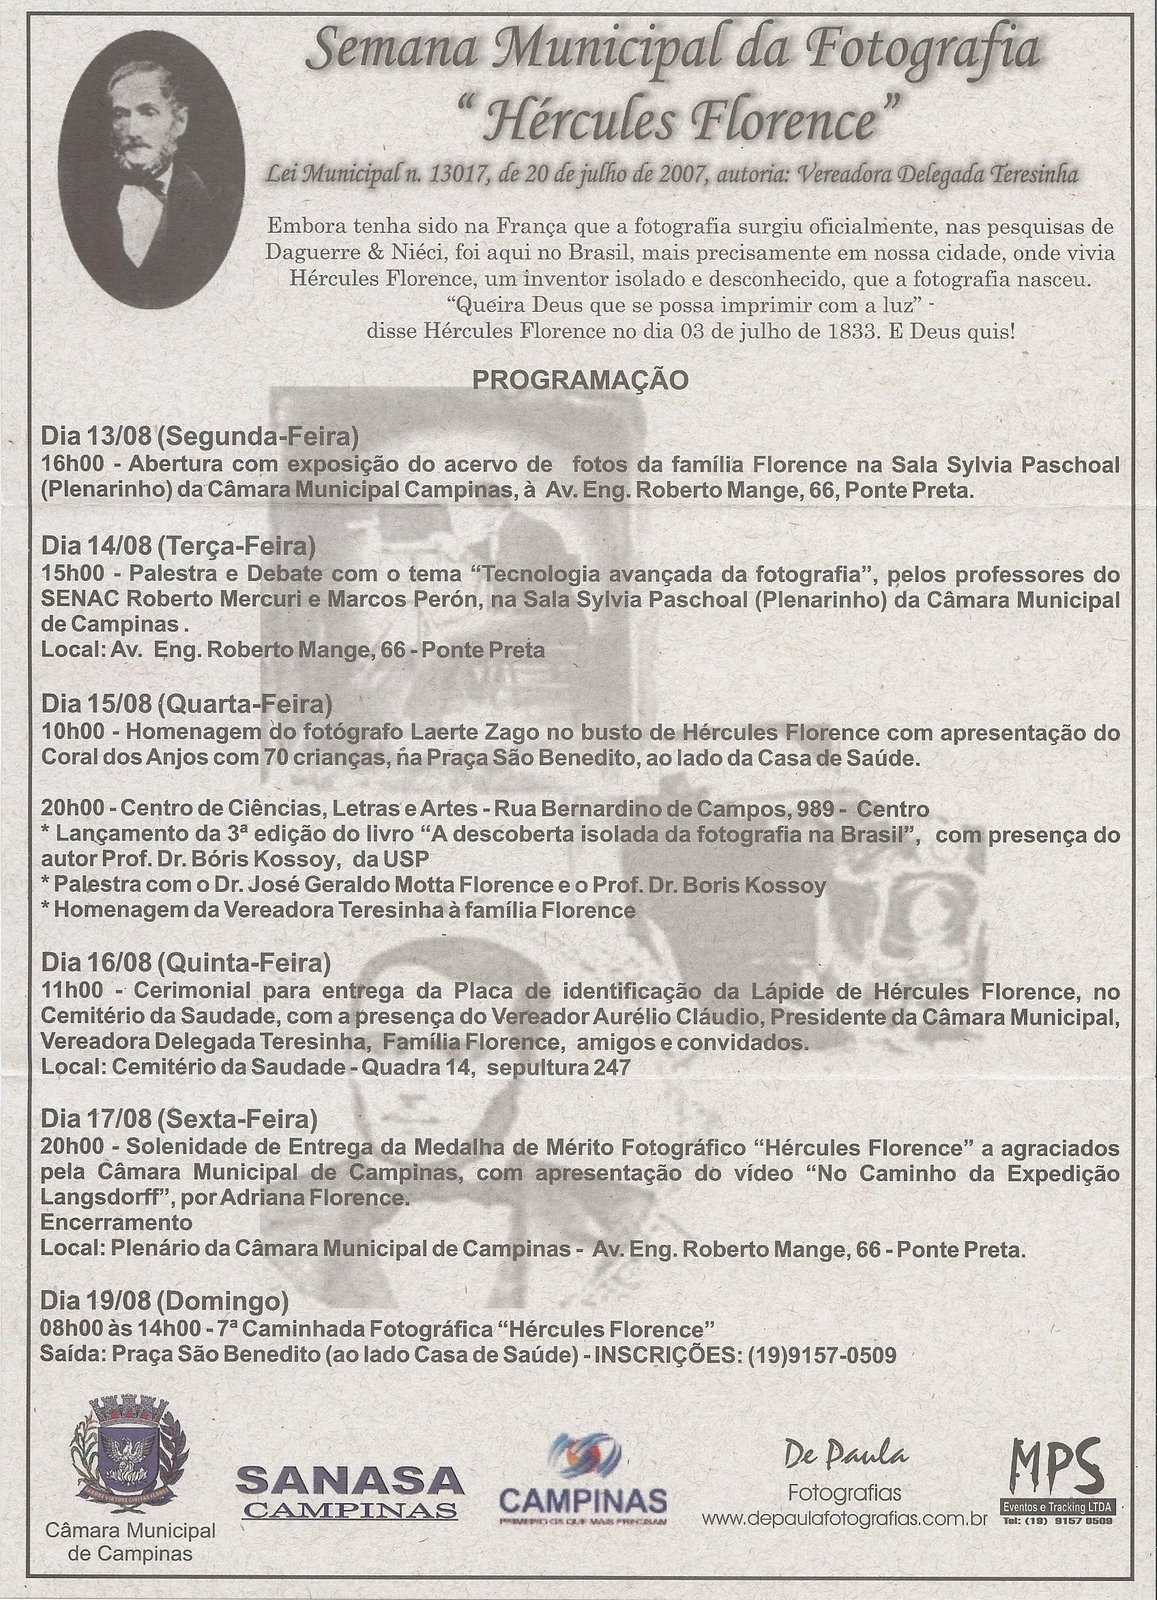 Semana Municipal da Fotografia
“Hércules Florence”
Lei Municipal n. 13017, de 20 de julho de 2007, autoria: Vereadora Delegada Teresinha
Embora tenha sido na França que a fotografia surgiu oficialmente, nas pesquisas de
Daguerre & Niéci, foi aqui no Brasil, mais precisamente em nossa cidade, onde vivia
Hércules Florence, um inventor isolado e desconhecido, que a fotografia nasceu.
“Queira Deus que se possa imprimir com a luz” -
disse Hércules Florence no dia 03 de julho de 1833. E Deus quis!
PROGRAMAÇÃO
Dia 13/08 (Segunda-Feira)
16h00 - Abertura com exposição do acervo de fotos da família Florence na Sala Sylvia Paschoal
(Plenarinho) da Câmara Municipal Campinas, à Av. Eng. Roberto Mange, 66, Ponte Preta.
Dia 14/08 (Terça-Feira)
15h00 - Palestra e Debate com o tema “Tecnologia avançada da fotografia”, pelos professores do
SENAC Roberto Mercuri e Marcos Perón, na Sala Sylvia Paschoal (Plenarinho) da Câmara Municipal
de Campinas .
Local: Av. Eng. Roberto Mange, 66 - Ponte Preta
Dia 15/08 (Quarta-Feira)
10h00 - Homenagem do fotógrafo Laerte Zago no busto de Hércules Florence com apresentação do
Coral dos Anjos com 70 crianças, na Praça São Benedito, ao lado da Casa de Saúde.
20h00 - Centro de Ciências, Letras e Artes - Rua Bernardino de Campos, 989 - Centro
* Lançamento da 3ª edição do livro “A descoberta isolada da fotografia na Brasil”, com presença do
autor Prof. Dr. Bóris Kossoy, da USP
* Palestra com o Dr. José Geraldo Motta Florence e o Prof. Dr. Boris Kossoy
* Homenagem da Vereadora Teresinha à família Florence
Dia 16/08 (Quinta-Feira)
11h00 - Cerimonial para entrega da Placa de identificação da Lápide de Hércules Florence, no
Cemitério da Saudade, com a presença do Vereador Aurélio Cláudio, Presidente da Câmara Municipal,
Vereadora Delegada Teresinha, Família Florence, amigos e convidados.
Local: Cemitério da Saudade - Quadra 14, sepultura 247
Dia 17/08 (Sexta-Feira)
20h00 - Solenidade de Entrega da Medalha de Mérito Fotográfico “Hércules Florence” a agraciados
pela Câmara Municipal de Campinas, com apresentação do vídeo “No Caminho da Expedição
Langsdorff”, por Adriana Florence.
Encerramento
Local: Plenário da Câmara Municipal de Campinas - Av. Eng. Roberto Mange, 66 - Ponte Preta.
Dia 19/08 (Domingo)
08h00 às 14h00 - 7ª Caminhada Fotográfica “Hércules Florence”
Saída: Praça São Benedito (ao lado Casa de Saúde) - INSCRIÇÕES: (19)9157-0509
Câmara Municipal
de Campinas
SANASA
CAMPINAS
CAMPINAS
PRIMEIRO OS QUE MAIS PRECISAM
De Paula
Fotografias
www.depaulafotografias.com.br
MPS
Eventos e Tracking LTDA
Tel: (19) 9157 0509